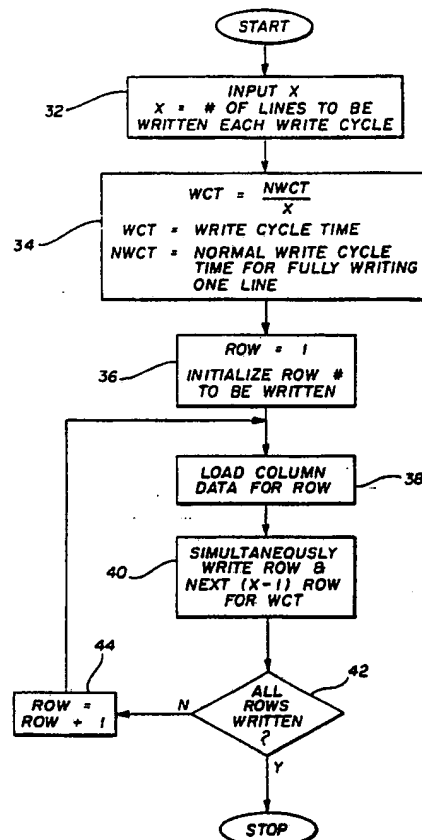 START
32
INPUT X
X = # OF LINES TO BE
WRITTEN EACH WRITE CYCLE
34
WCT = NWCT
X
WCT = WRITE CYCLE TIME
NWCT = NORMAL WRITE CYCLE
TIME FOR FULLY WRITING
ONE LINE
36
ROW = 1
INITIALIZE ROW #
TO BE WRITTEN
LOAD COLUMN
DATA FOR ROW
38
40
SIMULTANEOUSLY
WRITE ROW &
NEXT (X-1) ROW
FOR WCT
42
ALL
ROWS
WRITTEN
?
N
44
ROW =
ROW + 1
Y
STOP